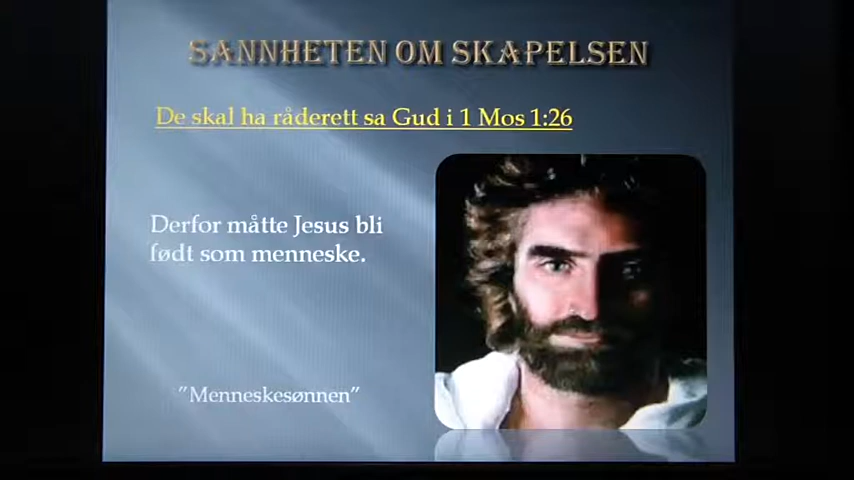 SANNHETEN OM SKAPELSEN
De skal ha råderett sa Gud i 1 Mos 1:26
Derfor måtte Jesus bli
født som menneske.
"Menneskesønnen"